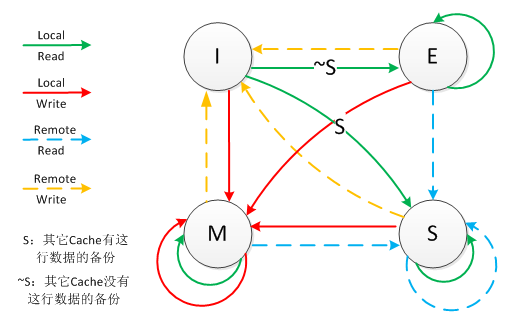 Local
Read
Local
Write
Remote
Read
Remote
Write
S：其它Cache有这
行数据的备份
~S：其它Cache没有
这行数据的备份
I
E
~S
S
M
S